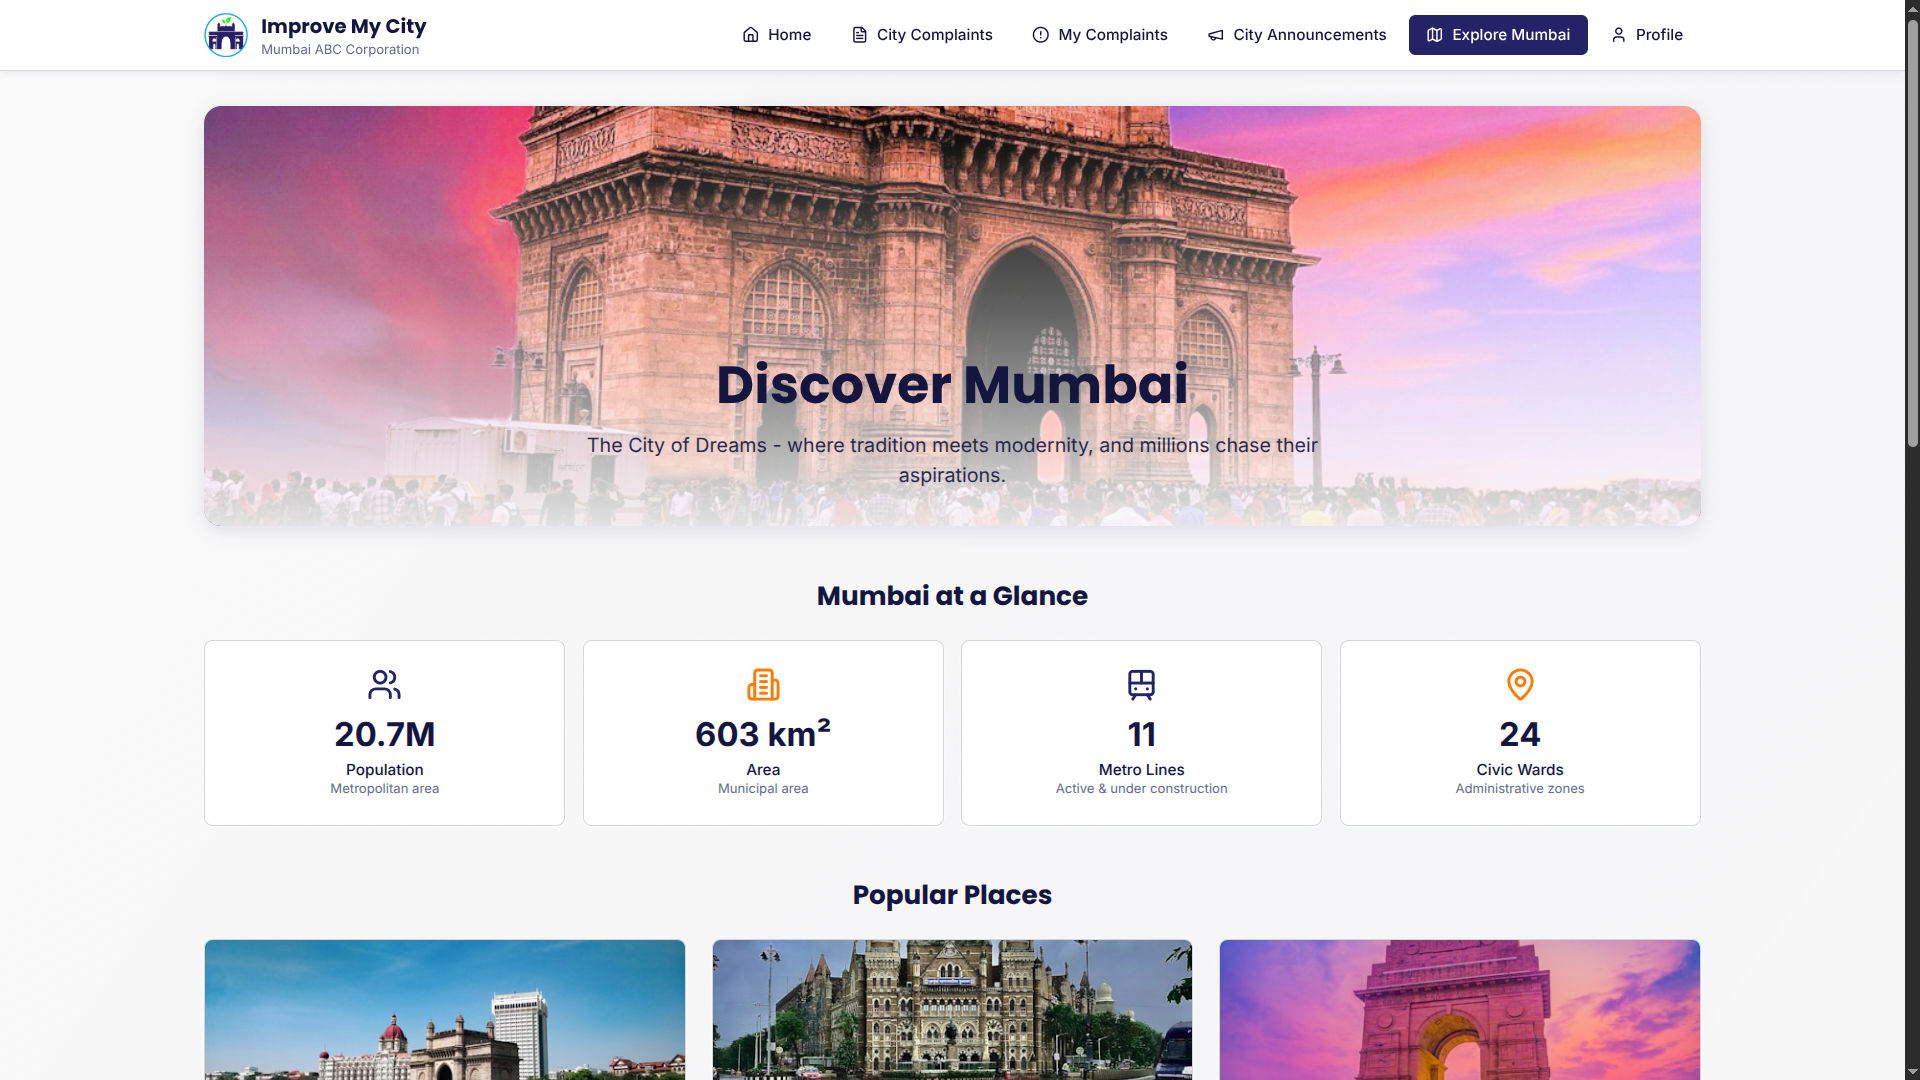 Improve My City
Mumbai ABC Corporation
Home
City Complaints
My Complaints
City Announcements
Explore Mumbai
Profile
Discover Mumbai
The City of Dreams - where tradition meets modernity, and millions chase their
aspirations.
Mumbai at a Glance
20.7M
Population
Metropolitan area
603 km²
Area
Municipal area
11
Metro Lines
Active & under construction
24
Civic Wards
Administrative zones
Popular Places